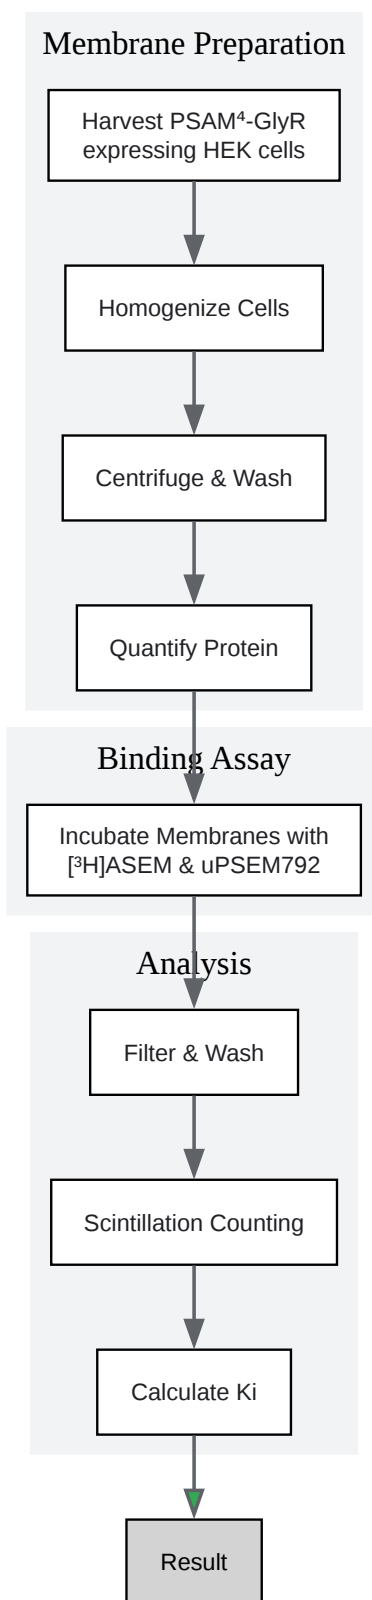 Membrane Preparation
Harvest PSAM⁴-GlyR
expressing HEK cells
Homogenize Cells
Centrifuge & Wash
Quantify Protein
Binding Assay
Incubate Membranes with
[³H]ASEM & uPSEM792
Analysis
Filter & Wash
Scintillation Counting
Calculate Ki
Result